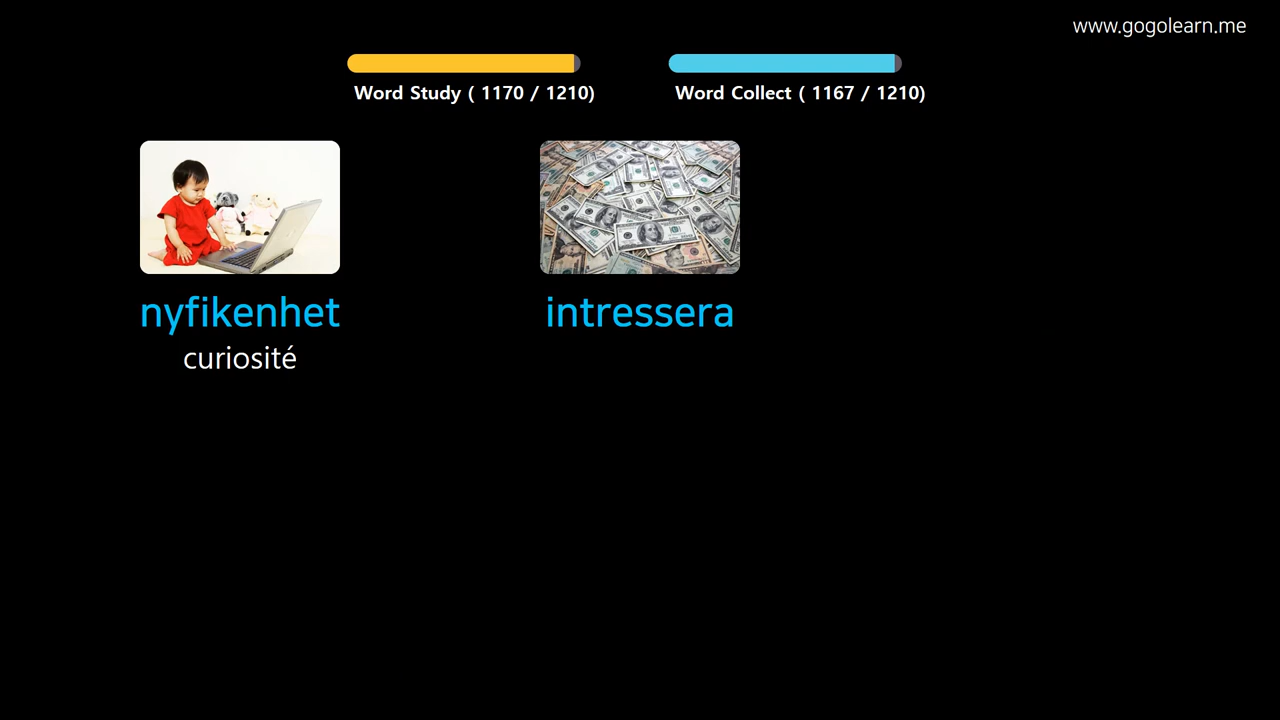 www.gogolearn.me
Word Study ( 1170 / 1210)
Word Collect ( 1167 / 1210)
nyfikenhet
intressera
curiosité